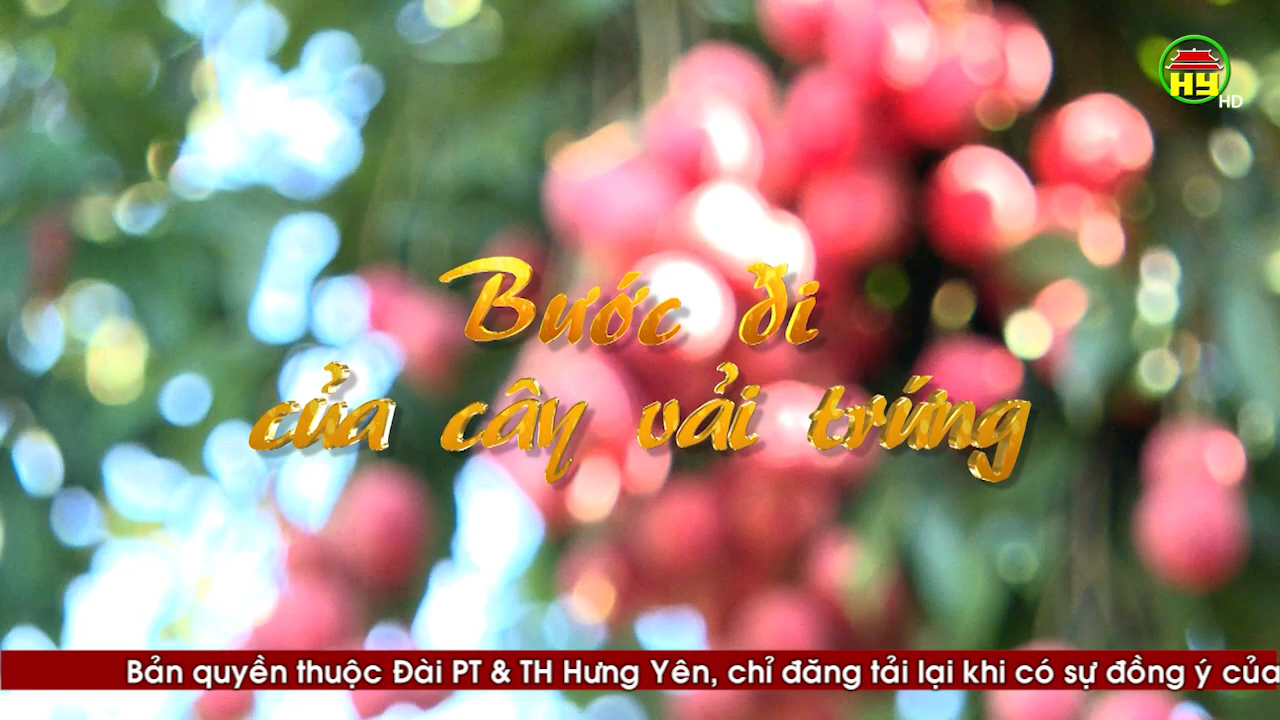 HY
HD
Bước đi
của cây vải trứng
Bản quyền thuộc Đài PT & TH Hưng Yên, chỉ đăng tải lại khi có sự đồng ý của